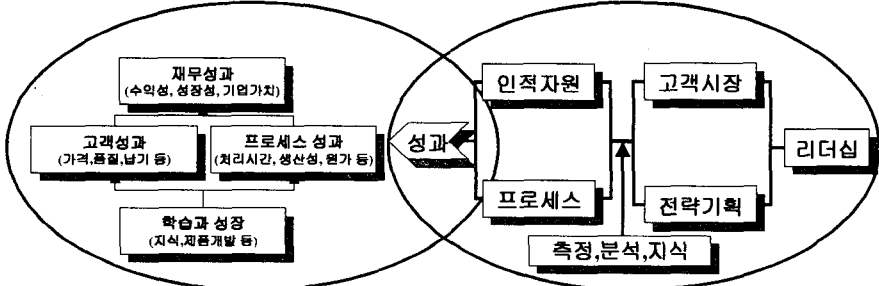 재무성과
(수익성, 성장성, 기업가치)
고객성과
(가격,품질,납기 등)
프로세스 성과
(처리시간, 생산성, 원가 등)
학습과 성장
(지식,제품개발 등)
성과
인적자원
프로세스
고객시장
전략기획
리더십
측정,분석,지식